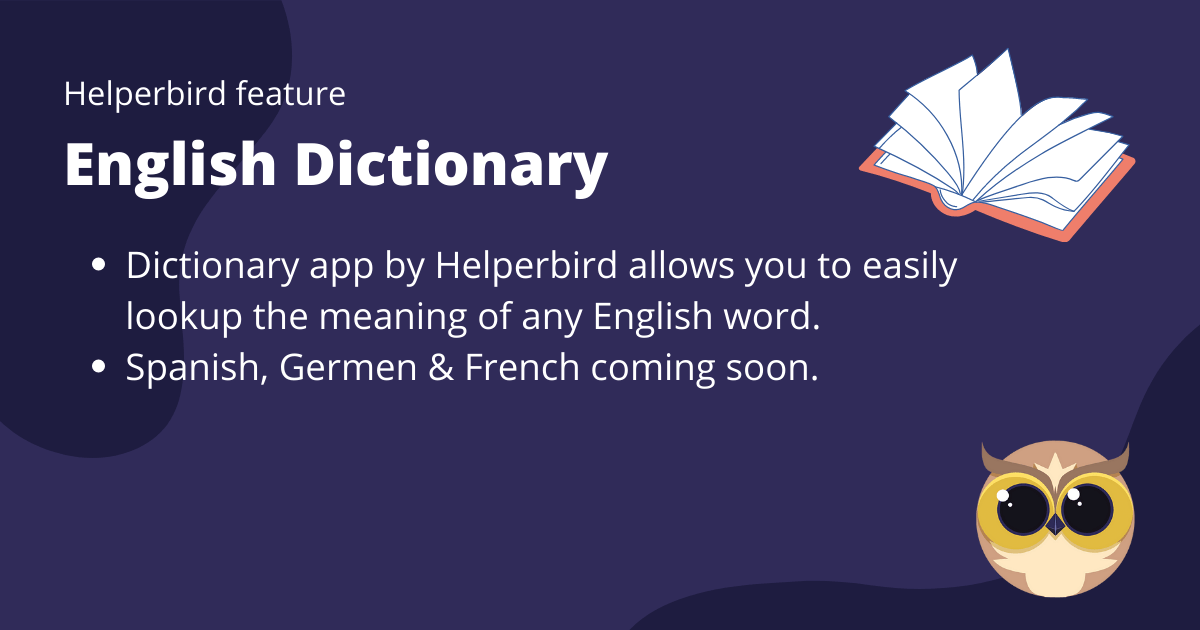 Helperbird feature
English Dictionary
• Dictionary app by Helperbird allows you to easily
lookup the meaning of any English word.
• Spanish, Germen & French coming soon.